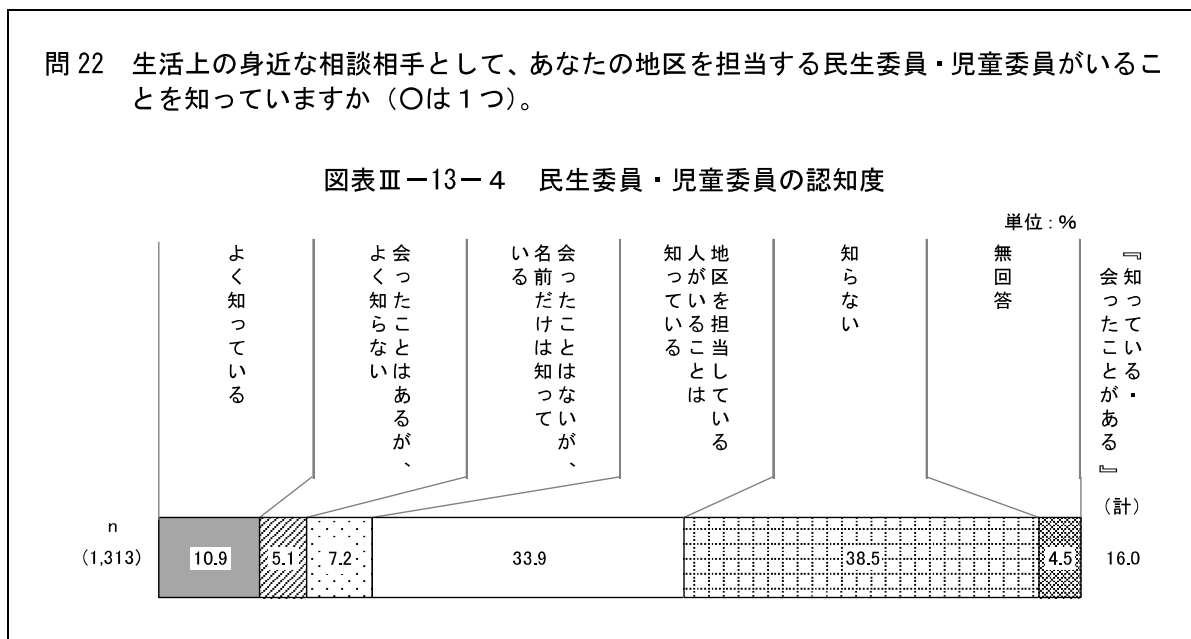 問22 生活上の身近な相談相手として、あなたの地区を担当する民生委員・児童委員がいるこ
とを知っていますか（〇は１つ）。
図表Ⅲ－13－４ 民生委員・児童委員の認知度
単位：％
よく知っている
会ったことはあるが、
よく知らない
会ったことはないが、
名前だけは知って
いる
地区を担当している
人がいることは
知っている
知らない
無回答
『知っている・
会ったことがある』
（計）
n
(1,313)
10.9
5.1
7.2
33.9
38.5
4.5
16.0